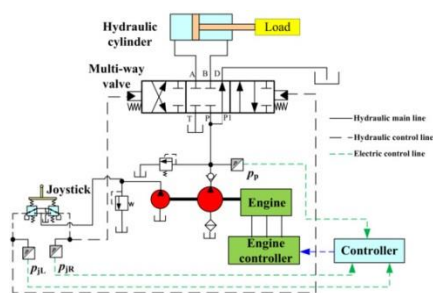 Hydraulic
cylinder
Load
A B D
Multi-way
valve
T P P1
Hydraulic main line
Hydraulic control line
Electric control line
Joystick
Pp
w
Engine
Engine
controller
Controller
PjL
PjR